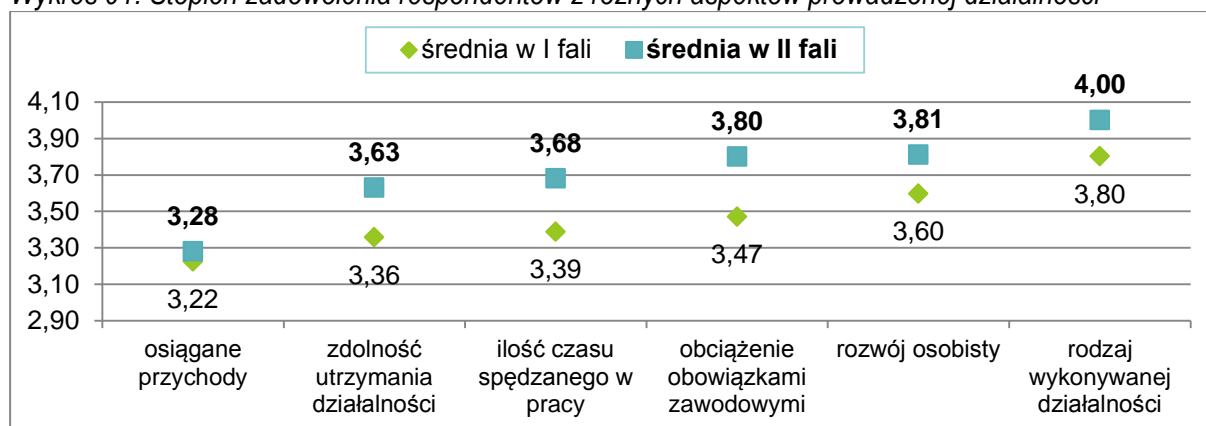 średnia w I fali średnia w II fali
4,10
3,90
3,70
3,50
3,30
3,10
2,90
3,28
3,63
3,68
3,80
3,81
4,00
3,22
3,36
3,39
3,47
3,60
3,80
osiągane
przychody
zdolność
utrzymania
działalności
ilość czasu
spędzanego w
pracy
obciążenie
obowiązkami
zawodowymi
rozwój osobisty
rodzaj
wykonywanej
działalności